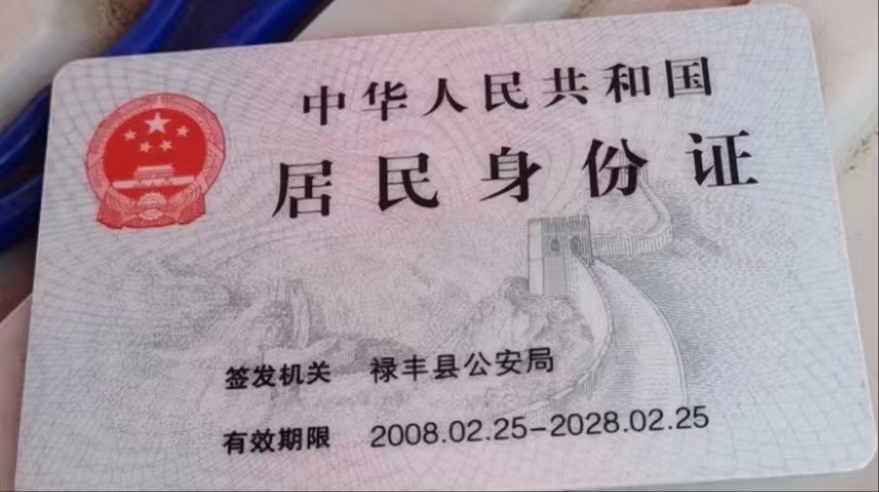 中华人民共和国
居民身份证
签发机关 禄丰县公安局
有效期限 2008.02.25-2028.02.25